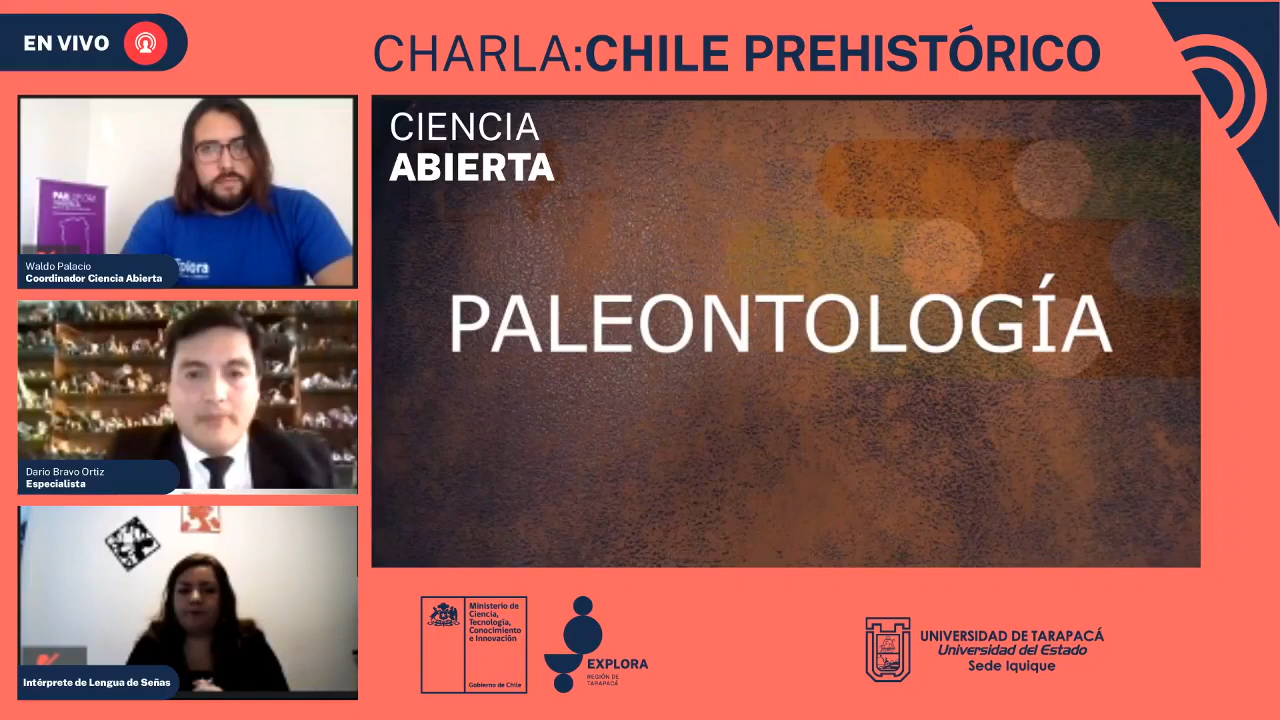 EN VIVO
CHARLA:CHILE PREHISTÓRICO
CIENCIA
ABIERTA
PALEONTOLOGÍA
Waldo Palacio
Coordinador Ciencia Abierta
Dario Bravo Ortiz
Especialista
Intérprete de Lengua de Señas
Ministerio de
Ciencia,
Tecnología,
Conocimiento
e Innovación
Gobierno de Chile
EXPLORA
REGIÓN DE
TARAPACÁ
UNIVERSIDAD DE TARAPACÁ
Universidad del Estado
Sede Iquique